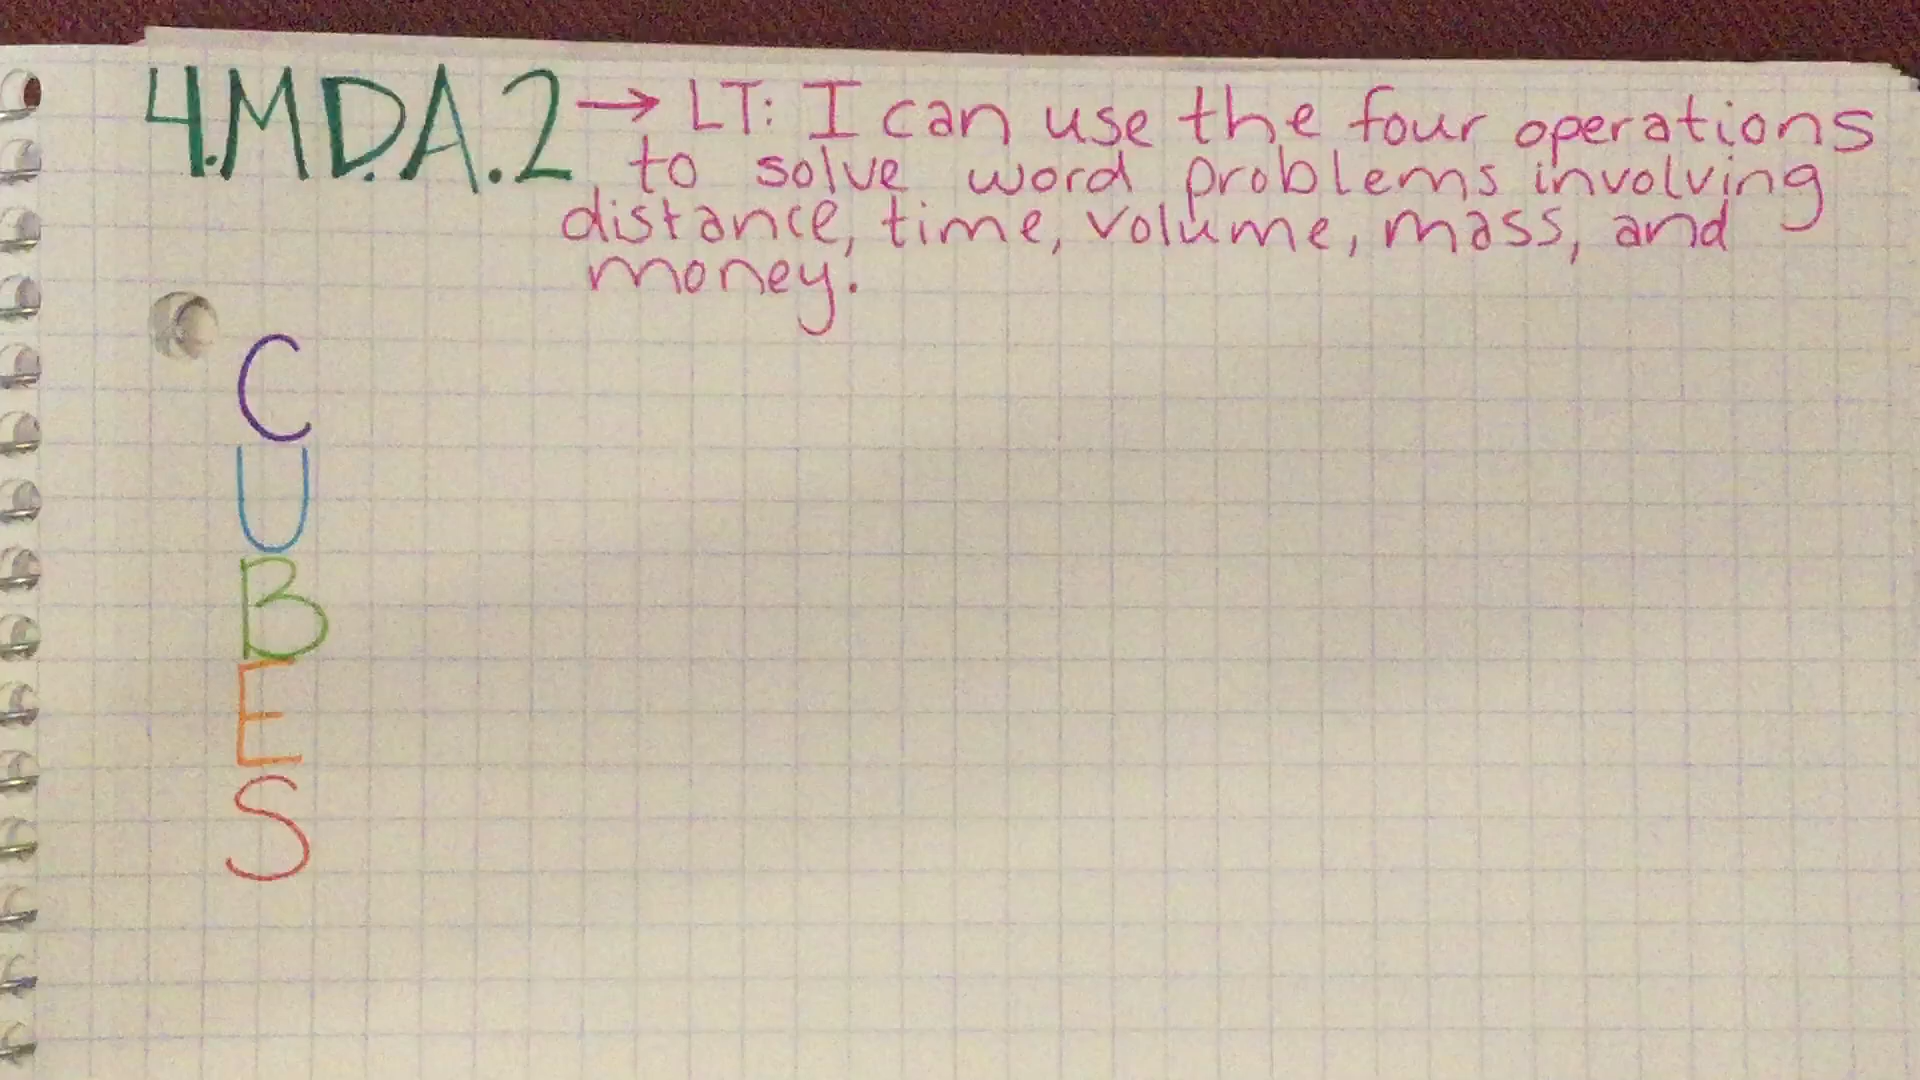 4.MD.A.2 → LT: I can use the four operations
to solve word problems involving
distance, time, volume, mass, and
money.
C
U
B
E
S